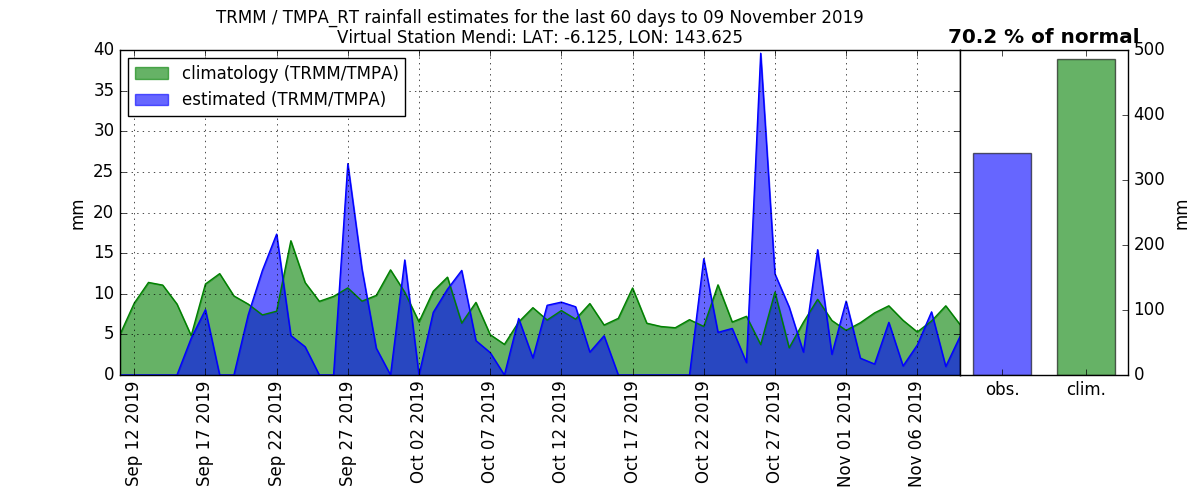 TRMM / TMPA_RT rainfall estimates for the last 60 days to 09 November 2019
Virtual Station Mendi: LAT: -6.125, LON: 143.625
70.2 % of normal
climatology (TRMM/TMPA)
estimated (TRMM/TMPA)
mm
40
35
30
25
20
15
10
5
0
Sep 12 2019
Sep 17 2019
Sep 22 2019
Sep 27 2019
Oct 02 2019
Oct 07 2019
Oct 12 2019
Oct 17 2019
Oct 22 2019
Oct 27 2019
Nov 01 2019
Nov 06 2019
obs.
clim.
500
400
300
200
100
0
mm